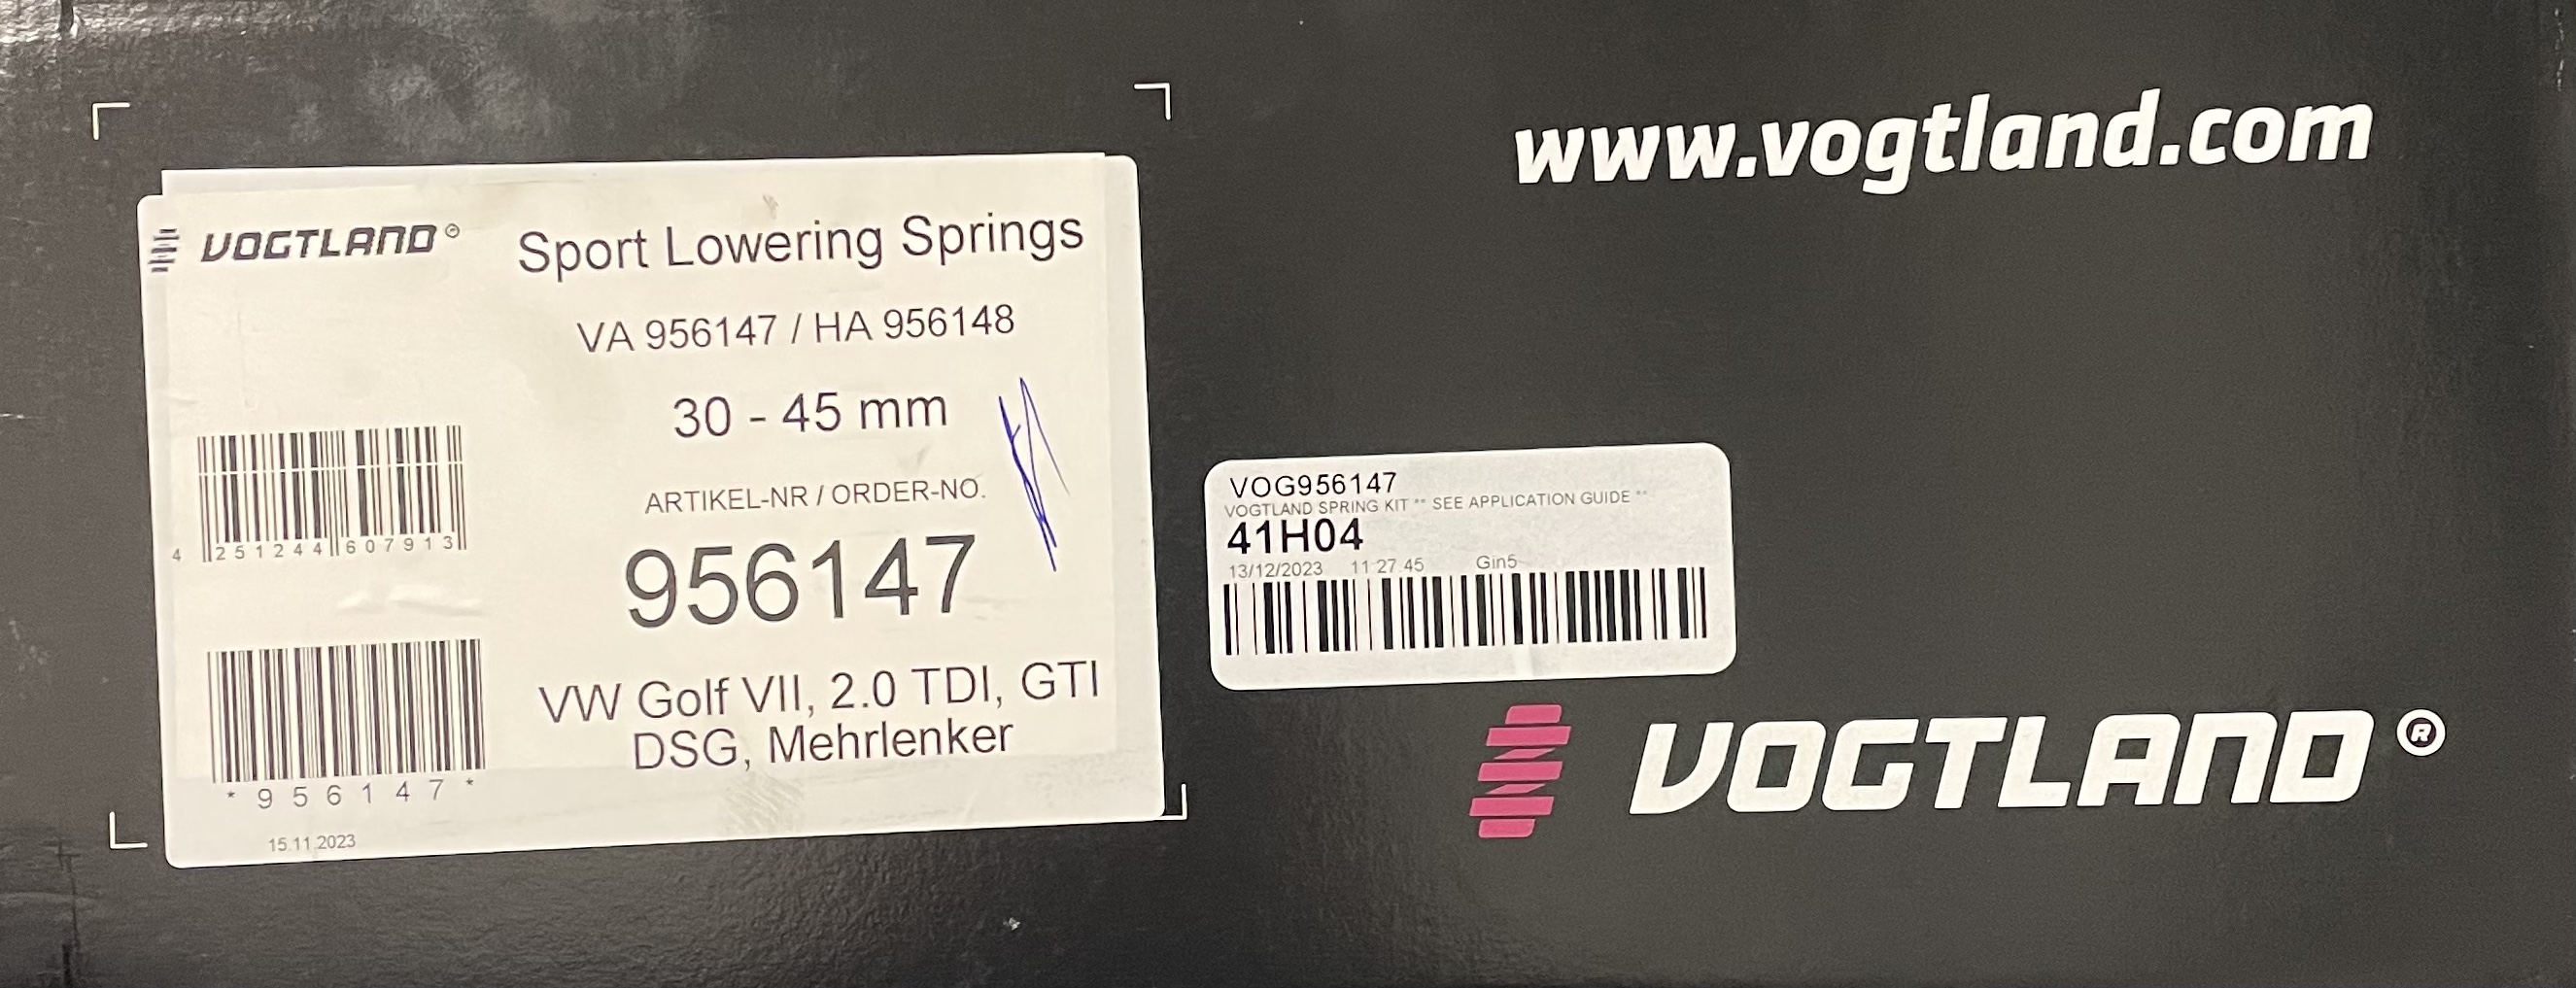 www.vogtland.com
VOGTLAND®
Sport Lowering Springs
VA 956147 / HA 956148
30 - 45 mm
ARTIKEL-NR / ORDER-NO.
956147
VW Golf VII, 2.0 TDI, GTI
DSG, Mehrlenker
4 251244 607913
*956147*
15.11.2023
VOG956147
VOGTLAND SPRING KIT ** SEE APPLICATION GUIDE **
41H04
13/12/2023 11:27:45 Gin5
VOGTLAND®